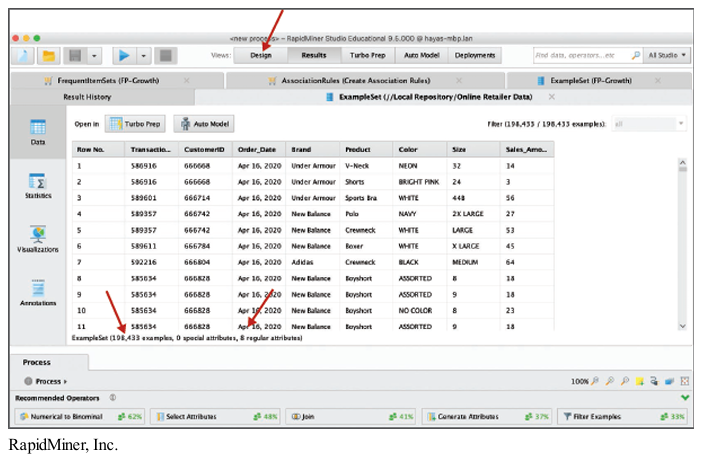 <new process> – RapidMiner Studio Educational 9.6.000 @ hayas-mbp.lan
Views: Design Results Turbo Prep Auto Model Deployments Find data, operators...etc All Studio
FrequentItemSets (FP-Growth) AssociationRules (Create Association Rules) ExampleSet (FP-Growth)
Result History ExampleSet (//Local Repository/Online Retailer Data)
Data
Statistics
Visualizations
Annotations
Open in Turbo Prep Auto Model Filter (198,433 / 198,433 examples): all
Row No. Transactio... CustomerID Order_Date Brand Product Color Size Sales_Amo...
1 586916 666668 Apr 16, 2020 Under Armour V-Neck NEON 32 14
2 586916 666668 Apr 16, 2020 Under Armour Shorts BRIGHT PINK 24 3
3 589601 666714 Apr 16, 2020 Under Armour Sports Bra WHITE 44B 56
4 589357 666742 Apr 16, 2020 New Balance Polo NAVY 2X LARGE 27
5 589357 666742 Apr 16, 2020 New Balance Crewneck WHITE LARGE 53
6 589611 666784 Apr 16, 2020 New Balance Boxer WHITE X LARGE 45
7 592216 666804 Apr 16, 2020 Adidas Crewneck BLACK MEDIUM 64
8 585634 666828 Apr 16, 2020 New Balance Boyshort ASSORTED 8 18
9 585634 666828 Apr 16, 2020 New Balance Boyshort ASSORTED 9 18
10 585634 666828 Apr 16, 2020 New Balance Boyshort NO COLOR 8 23
11 585634 666828 Apr 16, 2020 New Balance Boyshort ASSORTED 9 18
ExampleSet (198,433 examples, 0 special attributes, 8 regular attributes)
Process
Process 100%
Recommended Operators
Numerical to Binominal 62% Select Attributes 48% Join 41% Generate Attributes 37% Filter Examples 33%
RapidMiner, Inc.